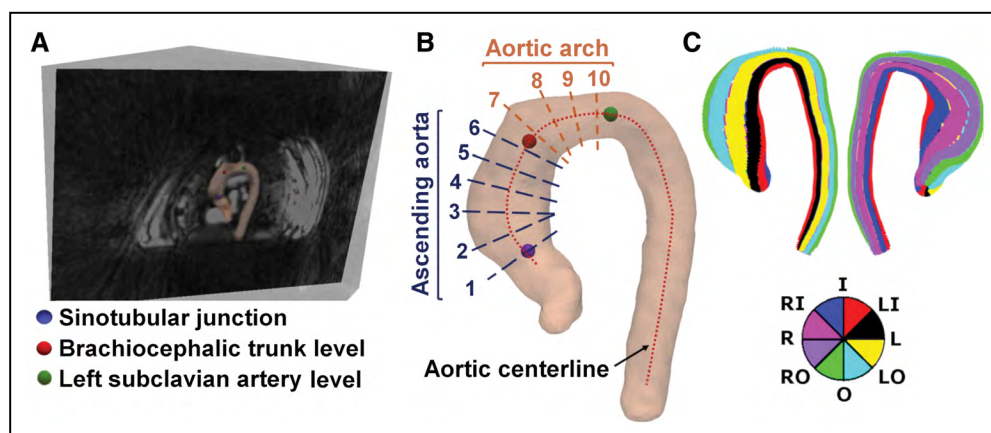 A
Sinotubular junction
Brachiocephalic trunk level
Left subclavian artery level
B
Aortic arch
7 8 9 10
Ascending aorta
6
5
4
3
2
1
Aortic centerline
C
I
RI LI
R L
RO LO
O